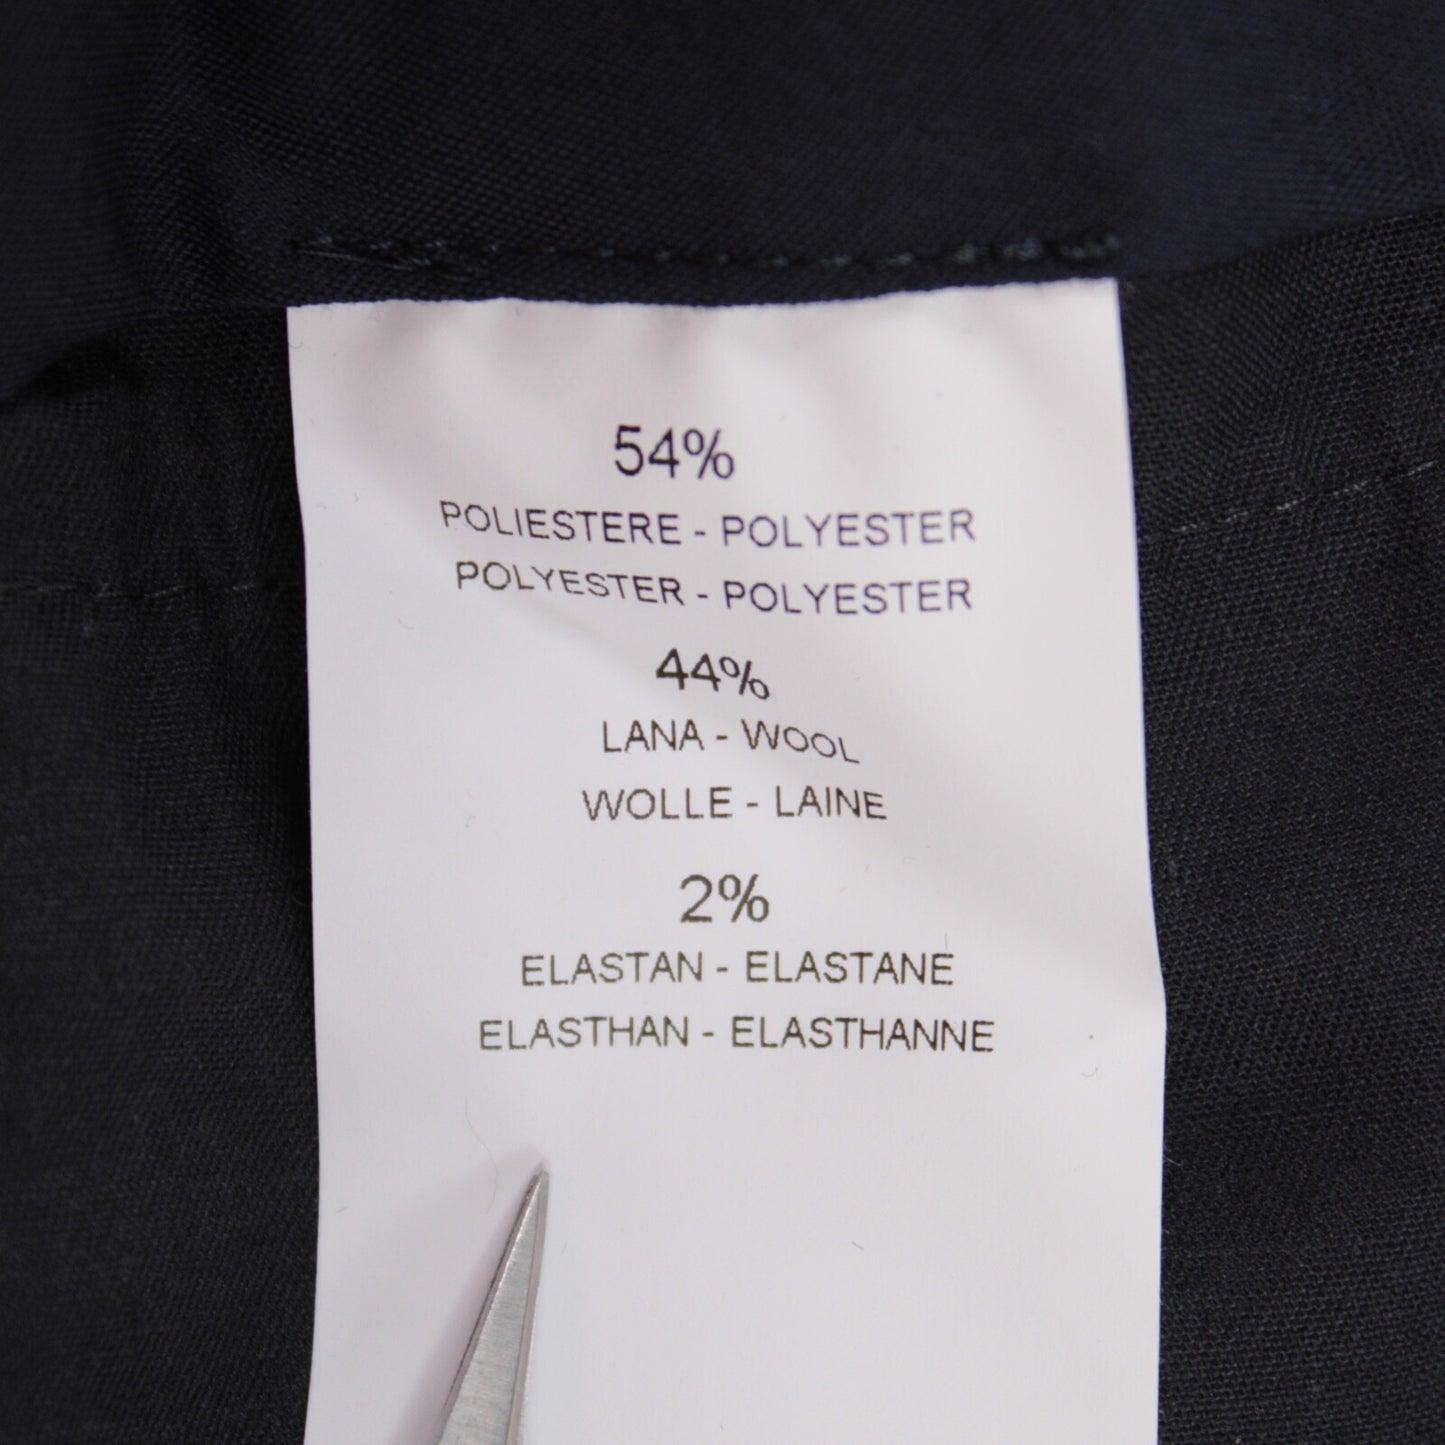 54%
POLIESTERE - POLYESTER
POLYESTER - POLYESTER
44%
LANA - WOOL
WOLLE - LAINE
2%
ELASTAN - ELASTANE
ELASTHAN - ELASTHANNE